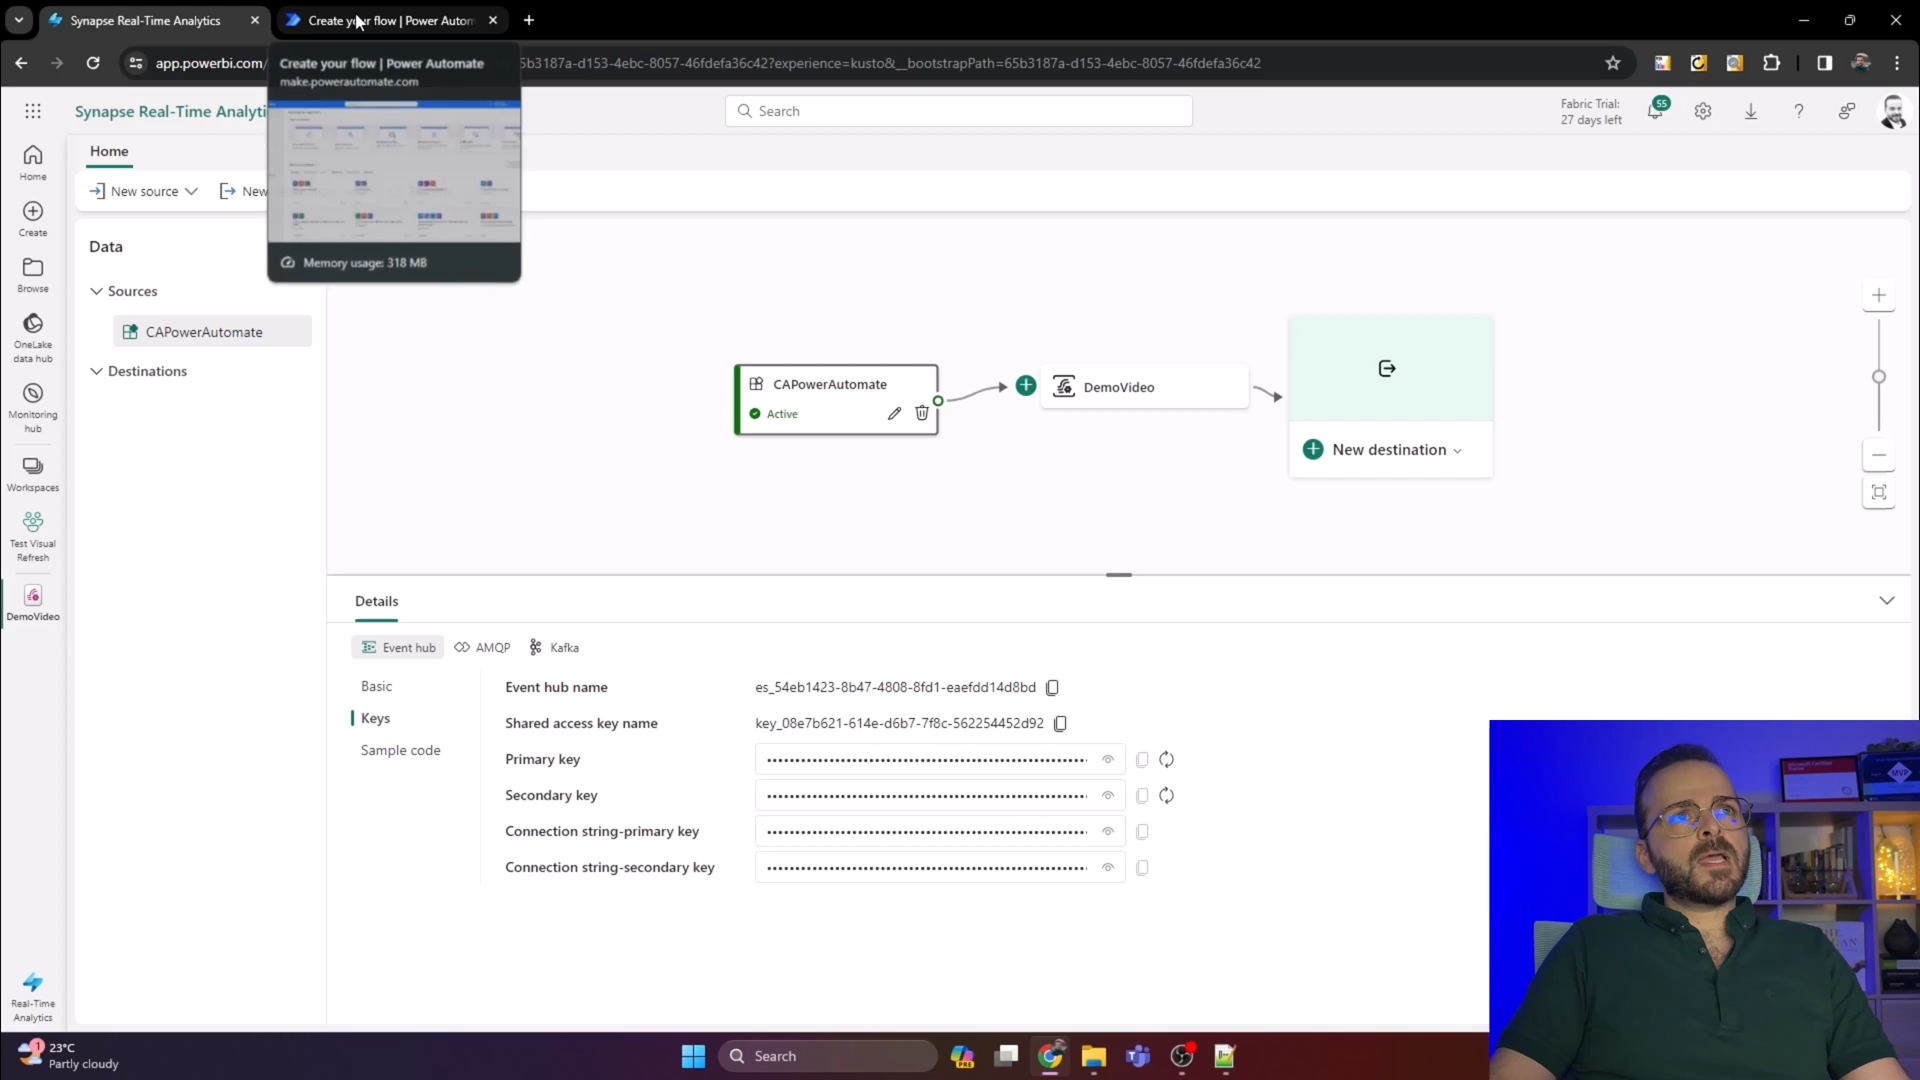 Synapse Real-Time Analytics
Create your flow | Power Autom
app.powerbi.com/
5b3187a-d153-4ebc-8057-46fdefa36c42?experience=kusto&__bootstrapPath=65b3187a-d153-4ebc-8057-46fdefa36c42
Create your flow | Power Automate
make.powerautomate.com
Memory usage: 318 MB
Synapse Real-Time Analyti
Search
Fabric Trial:
27 days left
55
Home
New source
New
Home
Create
Browse
OneLake
data hub
Monitoring
hub
Workspaces
Test Visual
Refresh
DemoVideo
Real-Time
Analytics
Data
Sources
CAPowerAutomate
Destinations
CAPowerAutomate
Active
DemoVideo
New destination
Details
Event hub
AMQP
Kafka
Basic
Keys
Sample code
Event hub name
es_54eb1423-8b47-4808-8fd1-eaefdd14d8bd
Shared access key name
key_08e7b621-614e-d6b7-7f8c-562254452d92
Primary key
Secondary key
Connection string-primary key
Connection string-secondary key
MVP
1
23°C
Partly cloudy
Search
PRE